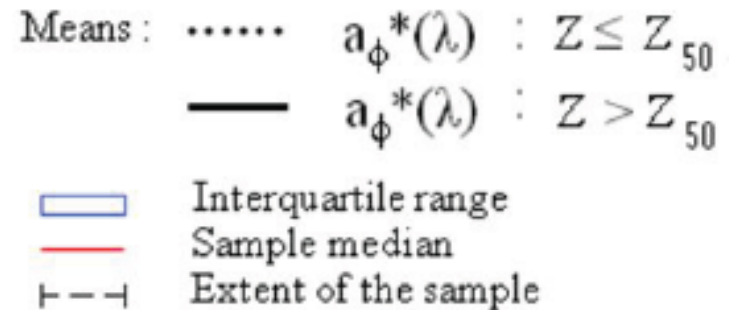 Means : aϕ*(λ) : Z ≤ Z50
aϕ*(λ) : Z > Z50
Interquartile range
Sample median
Extent of the sample